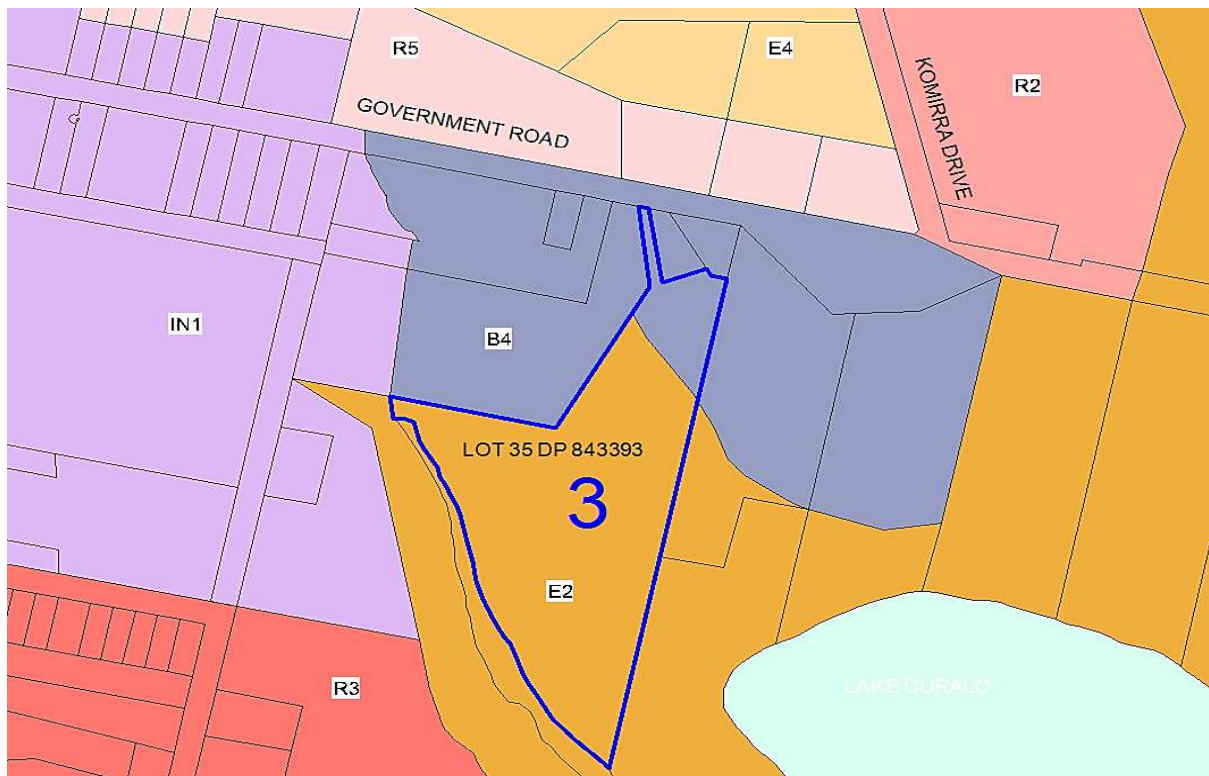 R5
E4
KOMIRRA DRIVE
R2
GOVERNMENT ROAD
IN1
B4
LOT 35 DP 843393
3
E2
R3
LAKE CURALO